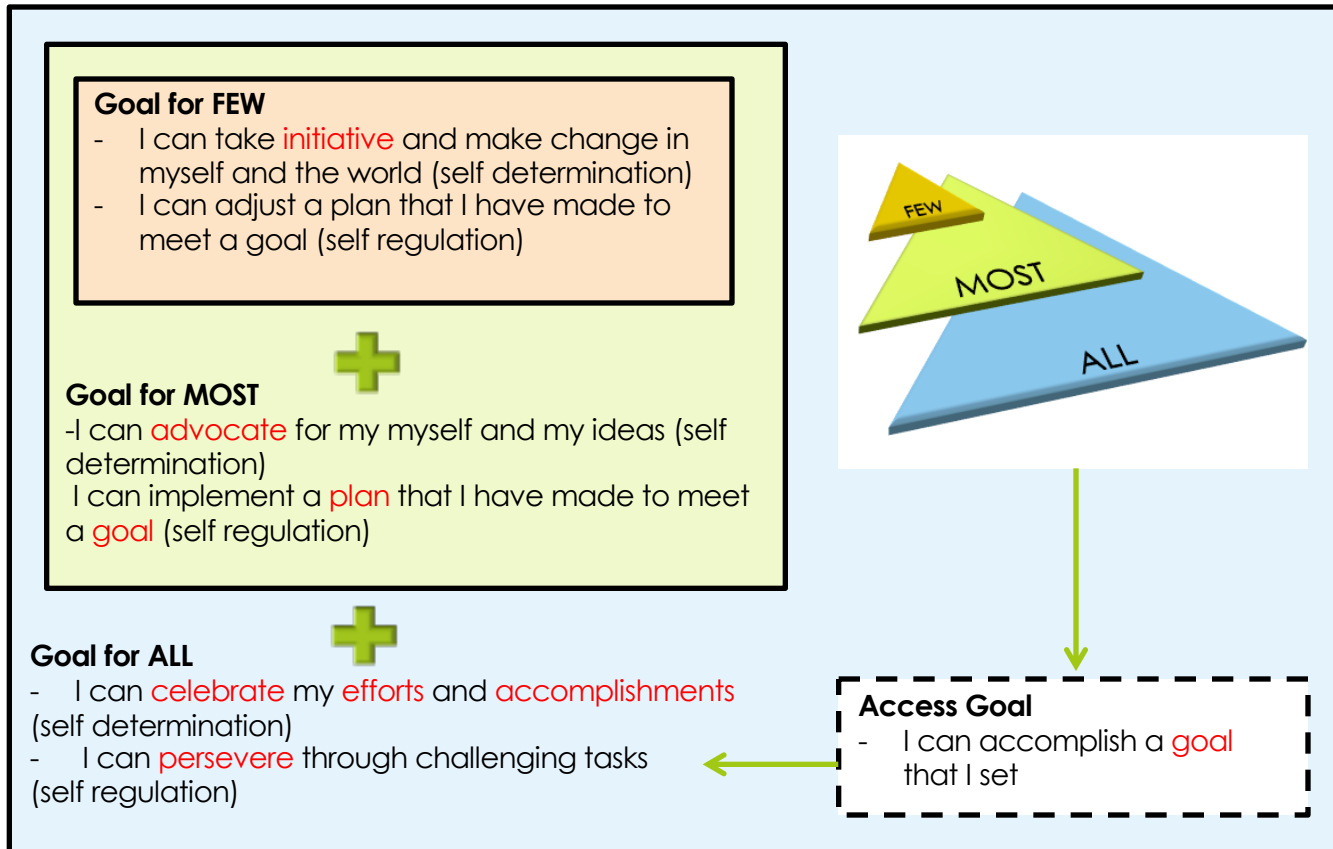 Goal for FEW
- I can take initiative and make change in
myself and the world (self determination)
- I can adjust a plan that I have made to
meet a goal (self regulation)
Goal for MOST
-I can advocate for my myself and my ideas (self
determination)
I can implement a plan that I have made to meet
a goal (self regulation)
Goal for ALL
- I can celebrate my efforts and accomplishments
(self determination)
- I can persevere through challenging tasks
(self regulation)
FEW
MOST
ALL
Access Goal
- I can accomplish a goal
that I set